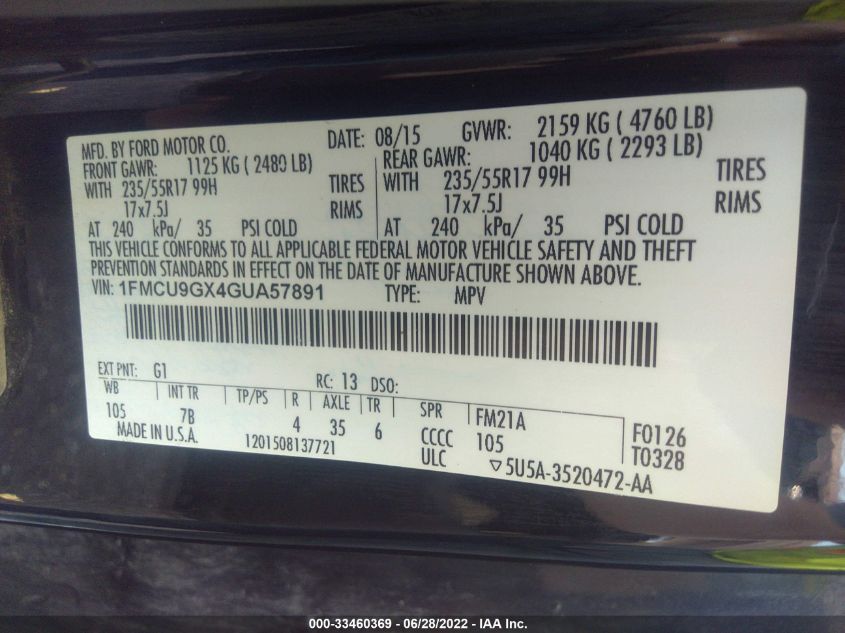 MFD. BY FORD MOTOR CO. DATE: 08/15 GVWR: 2159 KG ( 4760 LB)
FRONT GAWR: 1125 KG ( 2480 LB) REAR GAWR: 1040 KG ( 2293 LB)
WITH 235/55R17 99H TIRES WITH 235/55R17 99H TIRES
17x7.5J RIMS 17x7.5J RIMS
AT 240 kPa/ 35 PSI COLD AT 240 kPa/ 35 PSI COLD
THIS VEHICLE CONFORMS TO ALL APPLICABLE FEDERAL MOTOR VEHICLE SAFETY AND THEFT
PREVENTION STANDARDS IN EFFECT ON THE DATE OF MANUFACTURE SHOWN ABOVE.
VIN: 1FMCU9GX4GUA57891 TYPE: MPV
EXT PNT: G1 RC: 13 DSO:
WB INT TR TP/PS R AXLE TR SPR FM21A F0126
105 7B 4 35 6 CCCC 105 T0328
MADE IN U.S.A. 1201508137721 ULC ▽5U5A-3520472-AA
000-33460369 - 06/28/2022 - IAA Inc.